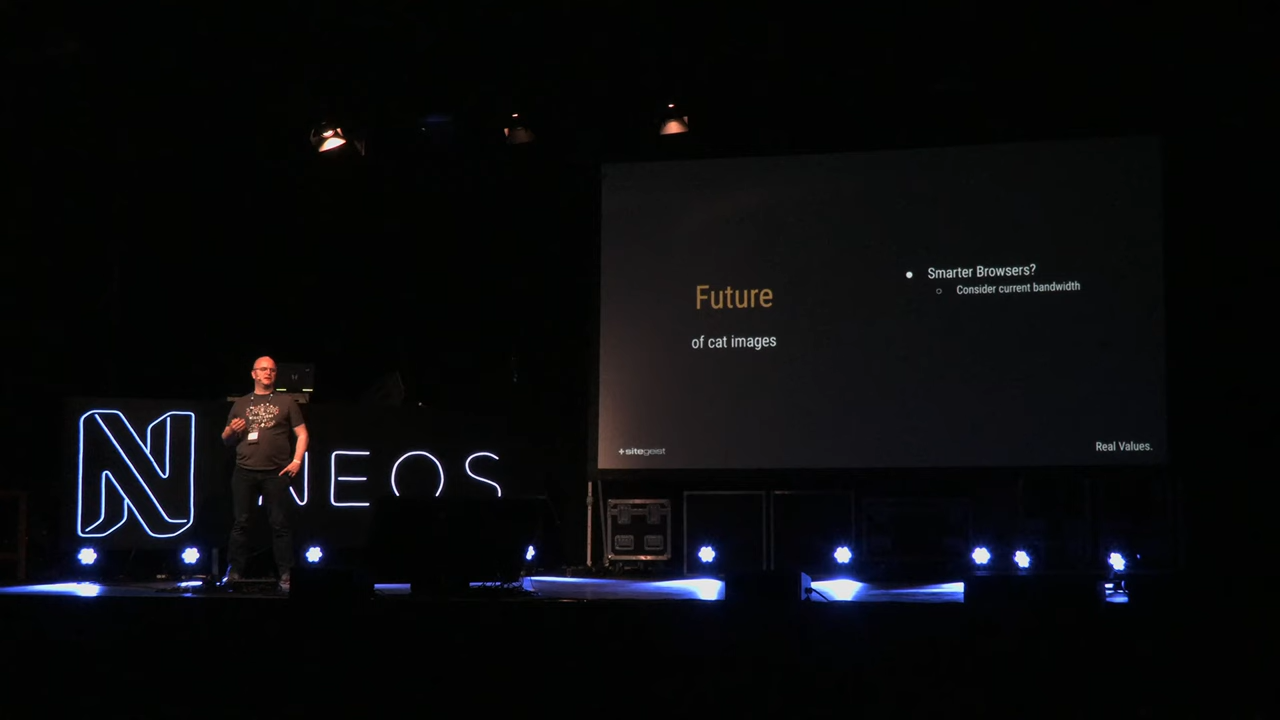 Future
of cat images
Smarter Browsers?
Consider current bandwidth
sitegeist
Real Values.
NEOS